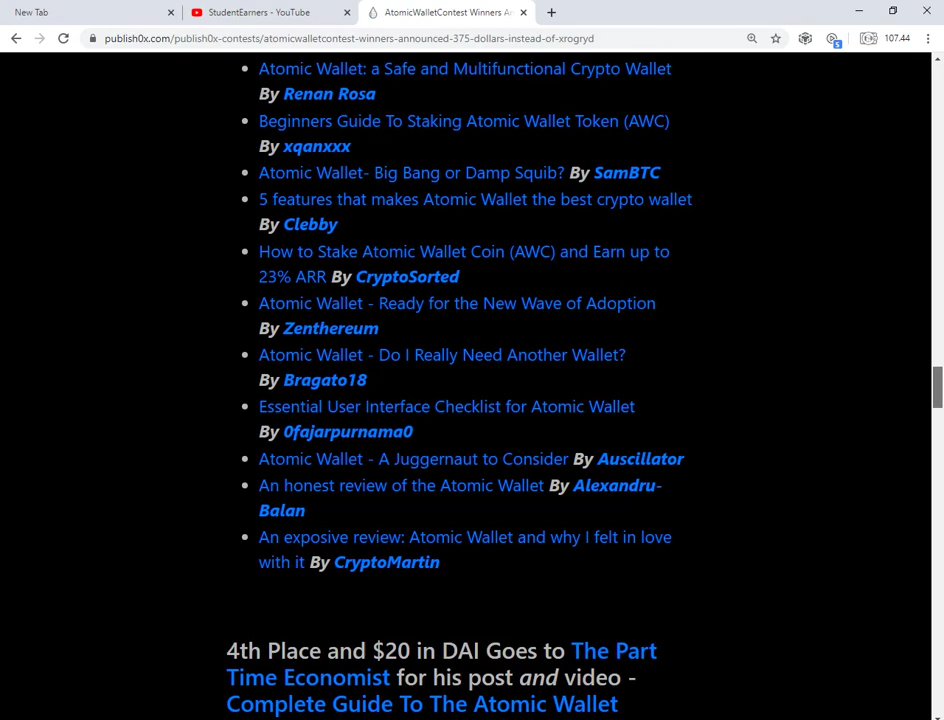 New Tab
StudentEarners - YouTube
AtomicWalletContest Winners An
publish0x.com/publish0x-contests/atomicwalletcontest-winners-announced-375-dollars-instead-of-xrogryd
5
107.44
Atomic Wallet: a Safe and Multifunctional Crypto Wallet
By Renan Rosa
Beginners Guide To Staking Atomic Wallet Token (AWC)
By xqanxxx
Atomic Wallet- Big Bang or Damp Squib? By SamBTC
5 features that makes Atomic Wallet the best crypto wallet
By Clebby
How to Stake Atomic Wallet Coin (AWC) and Earn up to
23% ARR By CryptoSorted
Atomic Wallet - Ready for the New Wave of Adoption
By Zenthereum
Atomic Wallet - Do I Really Need Another Wallet?
By Bragato18
Essential User Interface Checklist for Atomic Wallet
By 0fajarpurnama0
Atomic Wallet - A Juggernaut to Consider By Auscillator
An honest review of the Atomic Wallet By Alexandru-
Balan
An exposive review: Atomic Wallet and why I felt in love
with it By CryptoMartin
4th Place and $20 in DAI Goes to The Part
Time Economist for his post and video -
Complete Guide To The Atomic Wallet